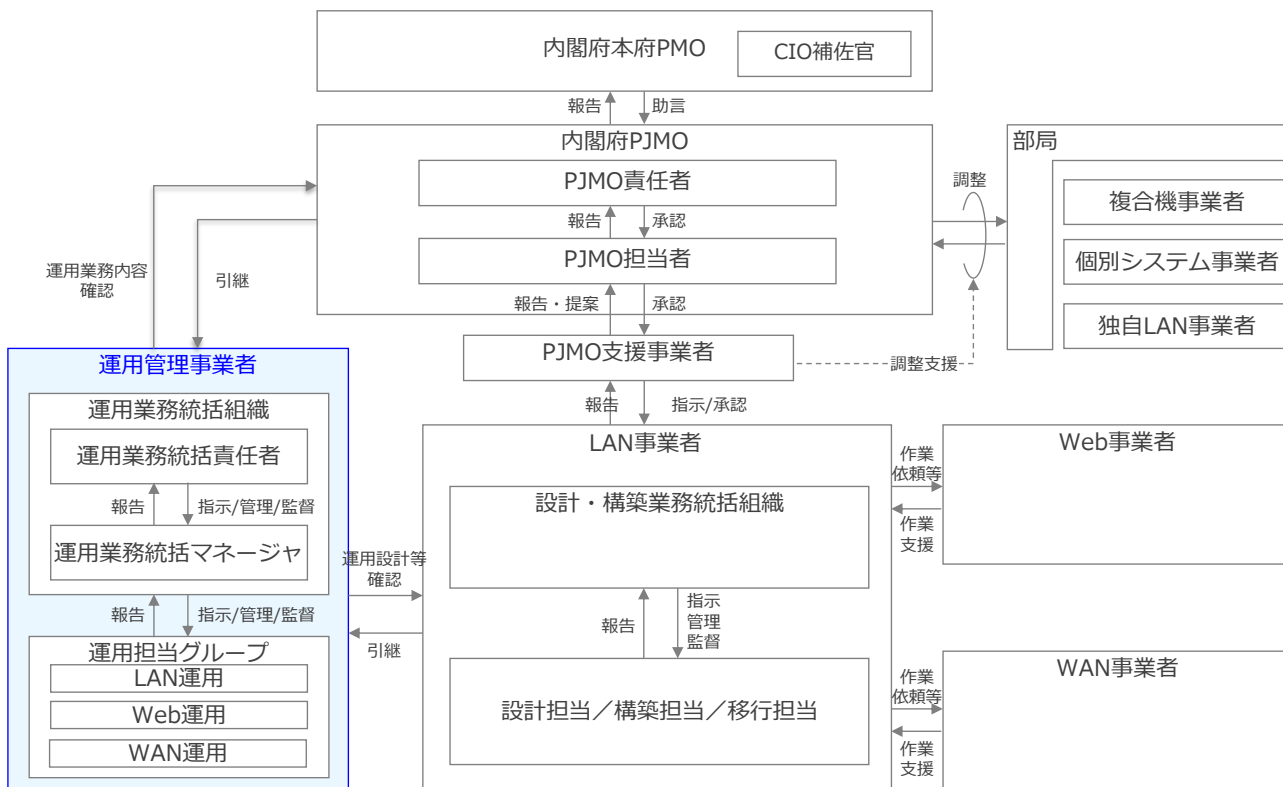 内閣府本府PMO
CIO補佐官
報告
助言
内閣府PJMO
PJMO責任者
報告
承認
PJMO担当者
報告・提案
承認
PJMO支援事業者
調整
調整支援
部局
複合機事業者
個別システム事業者
独自LAN事業者
運用業務内容
確認
引継
運用管理事業者
運用業務統括組織
運用業務統括責任者
報告
指示/管理/監督
運用業務統括マネージャ
報告
指示/管理/監督
運用担当グループ
LAN運用
Web運用
WAN運用
運用設計等
確認
引継
報告
指示/承認
LAN事業者
設計・構築業務統括組織
報告
指示
管理
監督
設計担当／構築担当／移行担当
作業
依頼等
作業
支援
Web事業者
作業
依頼等
作業
支援
WAN事業者